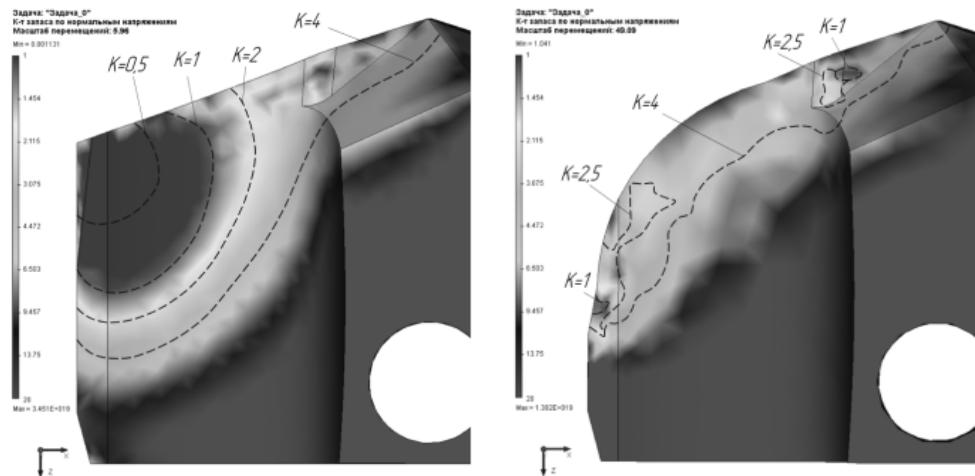 Задача: "Задача_0"
К-т запаса по нормальным напряжениям
Масштаб перемещений: 5.96
Min = 0.001131
1
1.454
2.115
3.075
4.472
6.503
9.457
13.75
20
Max = 3.451E+019
K=0,5
K=1
K=2
K=4
X
Z
Задача: "Задача_0"
К-т запаса по нормальным напряжениям
Масштаб перемещений: 49.09
Min = 1.041
1
1.454
2.115
3.075
4.472
6.503
9.457
13.75
20
Max = 1.302E+019
K=1
K=2,5
K=4
K=2,5
K=1
X
Z